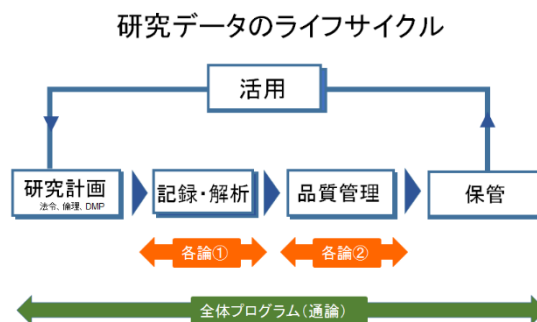 研究データのライフサイクル
活用
研究計画
法令、倫理、DMP
記録・解析
品質管理
保管
各論①
各論②
全体プログラム(通論)